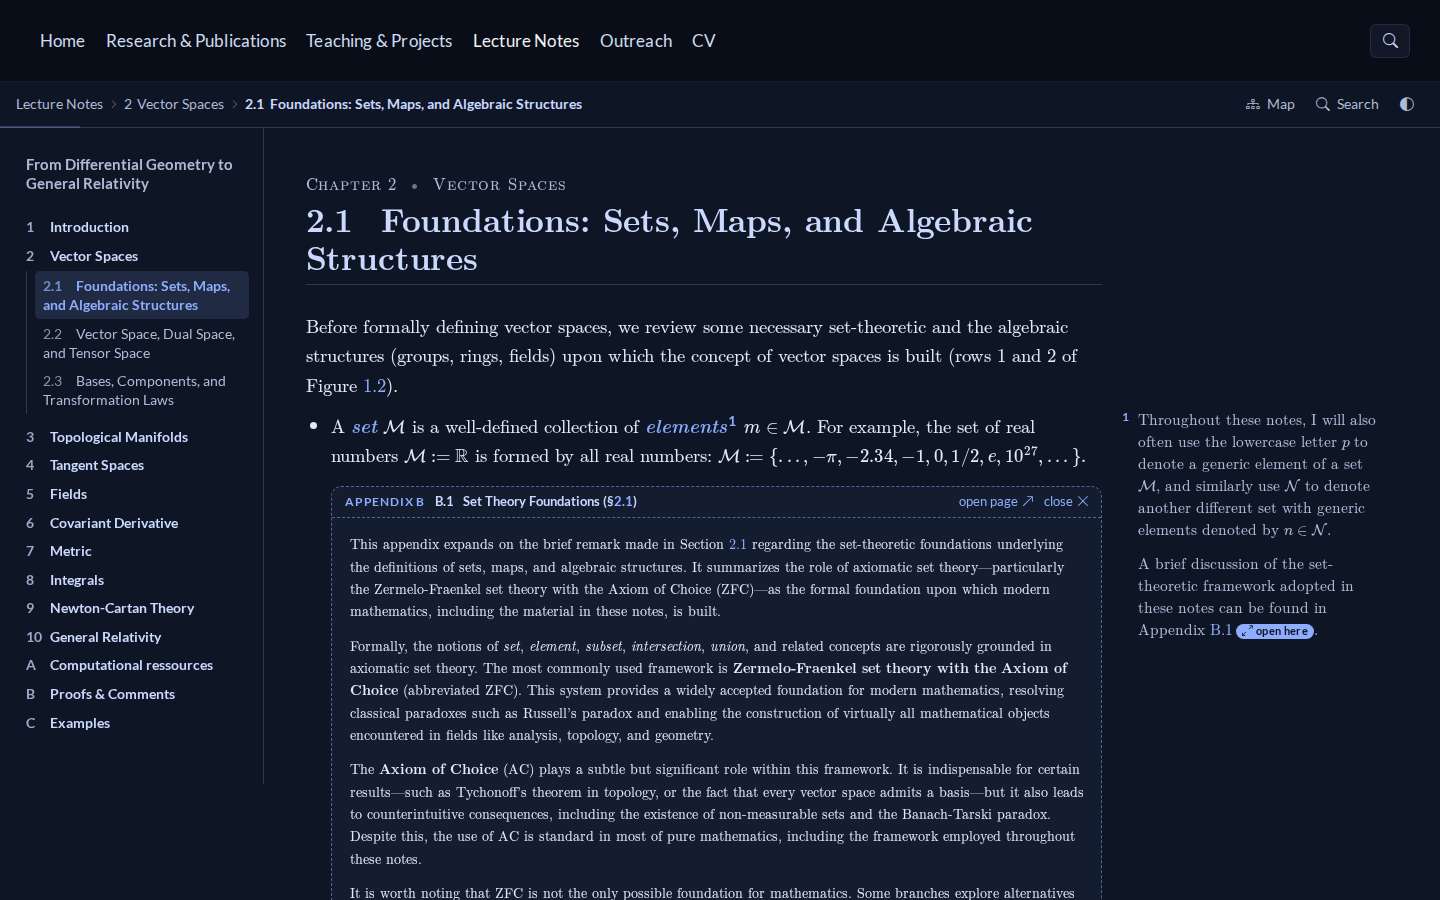 Home Research & Publications Teaching & Projects Lecture Notes Outreach CV
Lecture Notes > 2 Vector Spaces > 2.1 Foundations: Sets, Maps, and Algebraic Structures
Map Search
From Differential Geometry to
General Relativity
1 Introduction
2 Vector Spaces
2.1 Foundations: Sets, Maps,
and Algebraic Structures
2.2 Vector Space, Dual Space,
and Tensor Space
2.3 Bases, Components, and
Transformation Laws
3 Topological Manifolds
4 Tangent Spaces
5 Fields
6 Covariant Derivative
7 Metric
8 Integrals
9 Newton-Cartan Theory
10 General Relativity
A Computational ressources
B Proofs & Comments
C Examples
Chapter 2 • Vector Spaces
2.1 Foundations: Sets, Maps, and Algebraic
Structures
Before formally defining vector spaces, we review some necessary set-theoretic and the algebraic
structures (groups, rings, fields) upon which the concept of vector spaces is built (rows 1 and 2 of
Figure 1.2).
• A set ℳ is a well-defined collection of elements¹ m ∈ ℳ. For example, the set of real
numbers ℳ := ℝ is formed by all real numbers: ℳ := {…, −π, −2.34, −1, 0, 1/2, e, 10²⁷, …}.
APPENDIX B B.1 Set Theory Foundations (§2.1) open page ↗ close ×
This appendix expands on the brief remark made in Section 2.1 regarding the set-theoretic foundations underlying
the definitions of sets, maps, and algebraic structures. It summarizes the role of axiomatic set theory—particularly
the Zermelo-Fraenkel set theory with the Axiom of Choice (ZFC)—as the formal foundation upon which modern
mathematics, including the material in these notes, is built.
Formally, the notions of set, element, subset, intersection, union, and related concepts are rigorously grounded in
axiomatic set theory. The most commonly used framework is Zermelo-Fraenkel set theory with the Axiom of
Choice (abbreviated ZFC). This system provides a widely accepted foundation for modern mathematics, resolving
classical paradoxes such as Russell's paradox and enabling the construction of virtually all mathematical objects
encountered in fields like analysis, topology, and geometry.
The Axiom of Choice (AC) plays a subtle but significant role within this framework. It is indispensable for certain
results—such as Tychonoff's theorem in topology, or the fact that every vector space admits a basis—but it also leads
to counterintuitive consequences, including the existence of non-measurable sets and the Banach-Tarski paradox.
Despite this, the use of AC is standard in most of pure mathematics, including the framework employed throughout
these notes.
It is worth noting that ZFC is not the only possible foundation for mathematics. Some branches explore alternatives
1 Throughout these notes, I will also
often use the lowercase letter p to
denote a generic element of a set
ℳ, and similarly use 𝒩 to denote
another different set with generic
elements denoted by n ∈ 𝒩.
A brief discussion of the set-
theoretic framework adopted in
these notes can be found in
Appendix B.1 open here.